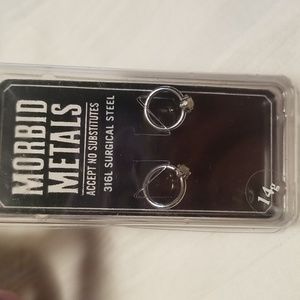 MORBID
METALS
ACCEPT NO SUBSTITUTES
316L SURGICAL STEEL
14g